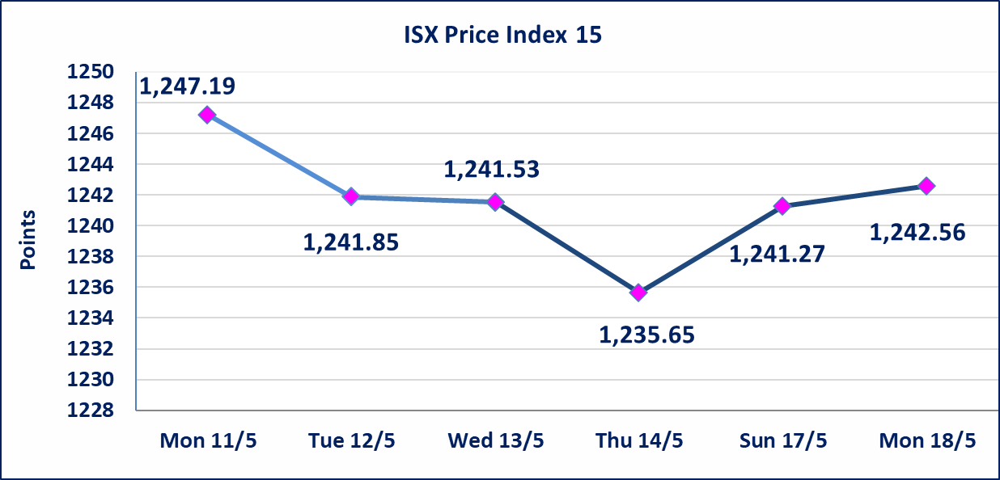 ISX Price Index 15
Points
1250
1248
1246
1244
1242
1240
1238
1236
1234
1232
1230
1228
1,247.19
1,241.85
1,241.53
1,235.65
1,241.27
1,242.56
Mon 11/5
Tue 12/5
Wed 13/5
Thu 14/5
Sun 17/5
Mon 18/5